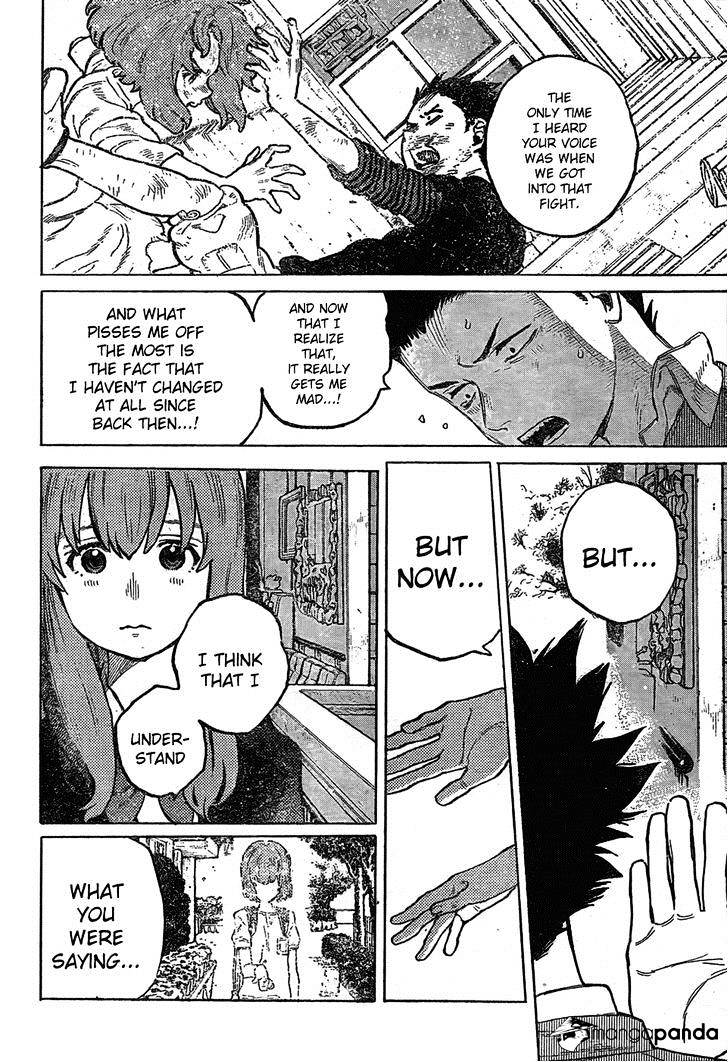 THE
ONLY TIME
I HEARD
YOUR VOICE
WAS WHEN
WE GOT
INTO THAT
FIGHT.
AND NOW
THAT I
REALIZE
THAT,
IT REALLY
GETS ME
MAD...!
AND WHAT
PISSES ME OFF
THE MOST IS
THE FACT THAT
I HAVEN'T CHANGED
AT ALL SINCE
BACK THEN...!
BUT...
BUT
NOW...
I THINK
THAT I
UNDER-
STAND
WHAT
YOU
WERE
SAYING...
mangapanda